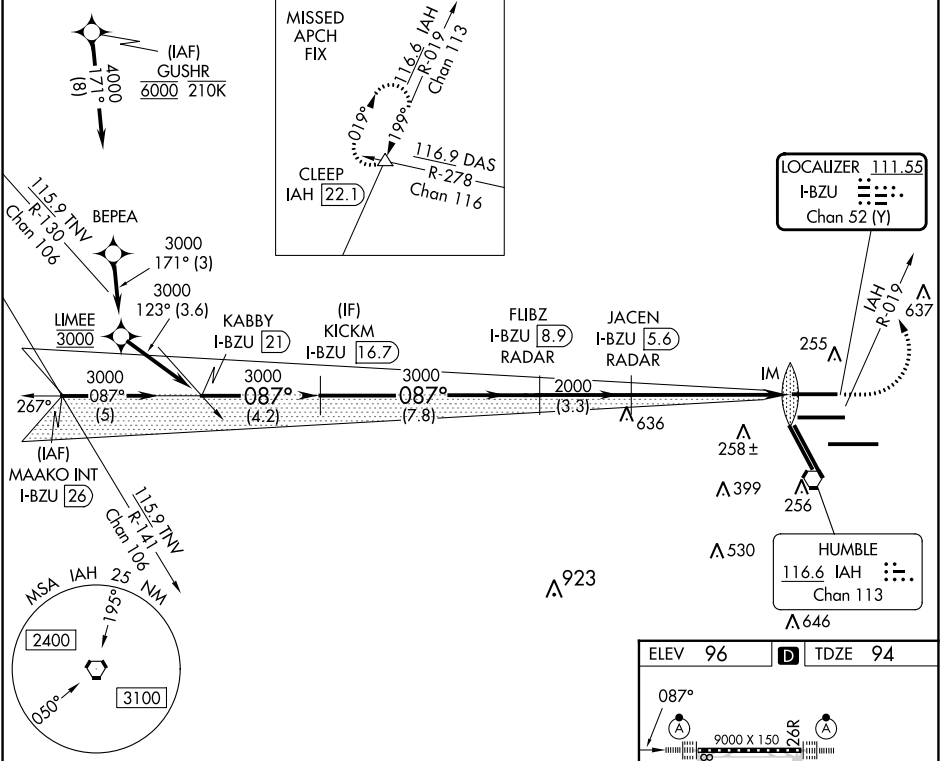 (IAF)
GUSHR
6000 210K
4000
171°
(8)
MISSED
APCH
FIX
116.6 IAH
R-019
Chan 113
019°
199°
CLEEP
IAH 22.1
116.9 DAS
R-278
Chan 116
LOCALIZER 111.55
I-BZU
Chan 52 (Y)
115.9 TNV
R-130
Chan 106
BEPEA
3000
171° (3)
3000
123° (3.6)
LIMEE
3000
KABBY
I-BZU 21
(IF)
KICKM
I-BZU 16.7
FLIBZ
I-BZU 8.9
RADAR
JACEN
I-BZU 5.6
RADAR
IAH
R-019
637
255
IM
267°
3000
087°
(5)
3000
087°
(4.2)
3000
087°
(7.8)
2000
(3.3)
636
258 ±
399
256
530
923
(IAF)
MAAKO INT
I-BZU 26
115.9 TNV
R-141
Chan 106
HUMBLE
116.6 IAH
Chan 113
646
MSA IAH 25 NM
195°
2400
050°
3100
ELEV 96 D TDZE 94
087°
A
A
9000 X 150
26R
8